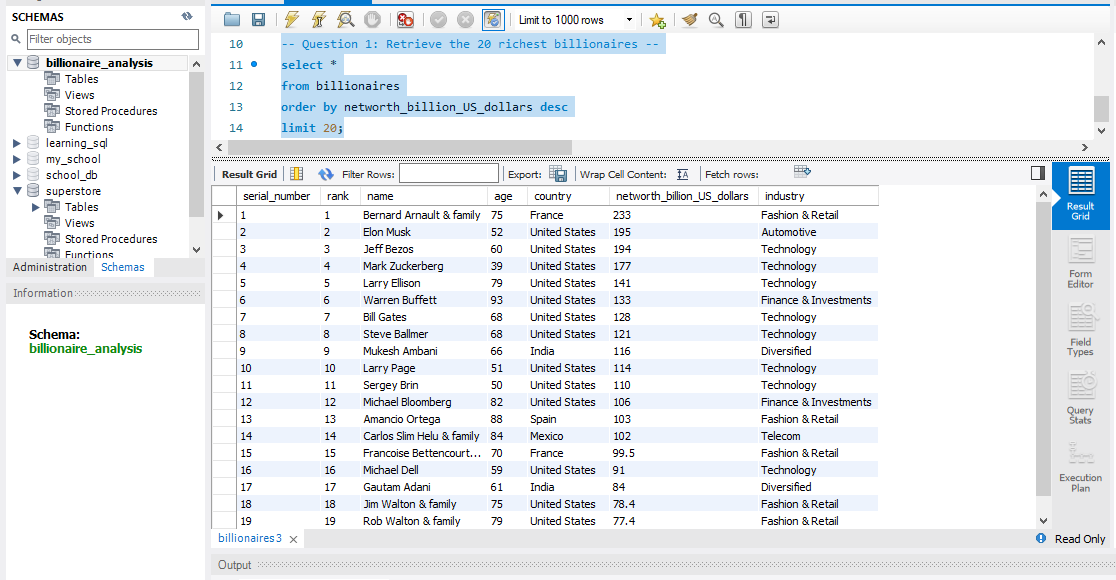 SCHEMAS
Filter objects
billionaire_analysis
Tables
Views
Stored Procedures
Functions
learning_sql
my_school
school_db
superstore
Tables
Views
Stored Procedures
Functions
Administration Schemas
Information
Schema:
billionaire_analysis
Limit to 1000 rows
10 -- Question 1: Retrieve the 20 richest billionaires --
11 select *
12 from billionaires
13 order by networth_billion_US_dollars desc
14 limit 20;
Result Grid Filter Rows: Export: Wrap Cell Content: IA Fetch rows:
serial_number rank name age country networth_billion_US_dollars industry
1 1 Bernard Arnault & family 75 France 233 Fashion & Retail
2 2 Elon Musk 52 United States 195 Automotive
3 3 Jeff Bezos 60 United States 194 Technology
4 4 Mark Zuckerberg 39 United States 177 Technology
5 5 Larry Ellison 79 United States 141 Technology
6 6 Warren Buffett 93 United States 133 Finance & Investments
7 7 Bill Gates 68 United States 128 Technology
8 8 Steve Ballmer 68 United States 121 Technology
9 9 Mukesh Ambani 66 India 116 Diversified
10 10 Larry Page 51 United States 114 Technology
11 11 Sergey Brin 50 United States 110 Technology
12 12 Michael Bloomberg 82 United States 106 Finance & Investments
13 13 Amancio Ortega 88 Spain 103 Fashion & Retail
14 14 Carlos Slim Helu & family 84 Mexico 102 Telecom
15 15 Francoise Bettencourt... 70 France 99.5 Fashion & Retail
16 16 Michael Dell 59 United States 91 Technology
17 17 Gautam Adani 61 India 84 Diversified
18 18 Jim Walton & family 75 United States 78.4 Fashion & Retail
19 19 Rob Walton & family 79 United States 77.4 Fashion & Retail
Result
Grid
Form
Editor
Field
Types
Query
Stats
Execution
Plan
billionaires3
Read Only
Output